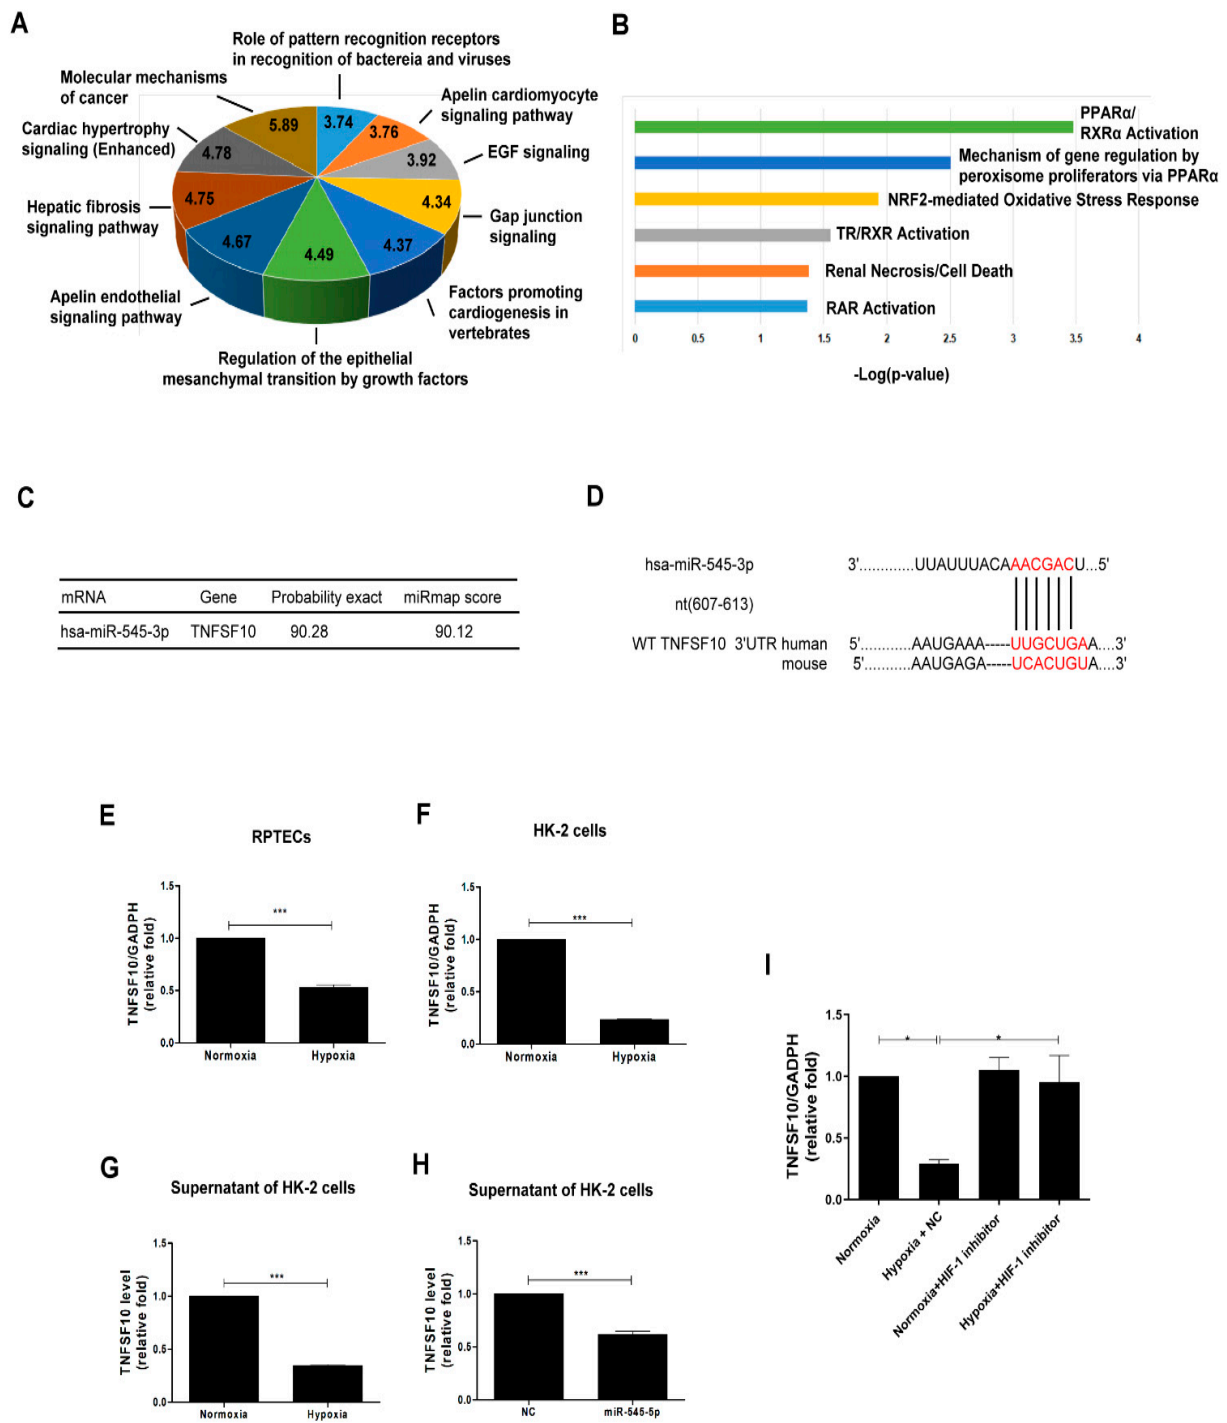 A
Role of pattern recognition receptors
in recognition of bactereia and viruses
Molecular mechanisms
of cancer
Apelin cardiomyocyte
signaling pathway
Cardiac hypertrophy
signaling (Enhanced)
EGF signaling
Hepatic fibrosis
signaling pathway
Gap junction
signaling
Apelin endothelial
signaling pathway
Factors promoting
cardiogenesis in
vertebrates
Regulation of the epithelial
mesenchymal transition by growth factors
5.89
3.74
3.76
3.92
4.34
4.37
4.49
4.67
4.75
4.78
B
PPARα/
RXRα Activation
Mechanism of gene regulation by
peroxisome proliferators via PPARα
NRF2-mediated Oxidative Stress Response
TR/RXR Activation
Renal Necrosis/Cell Death
RAR Activation
0 0.5 1 1.5 2 2.5 3 3.5 4
-Log(p-value)
C
mRNA Gene Probability exact miRmap score
hsa-miR-545-3p TNFSF10 90.28 90.12
D
hsa-miR-545-3p 3'............UUAUUUACAAACGACU...5'
nt(607-613)
WT TNFSF10 3'UTR human 5'............AAUGAAA-----UUGCUGAA....3'
mouse 5'............AAUGAGA-----UCACUGUA....3'
E
RPTECs
TNFSF10/GADPH
(relative fold)
1.5
1.0
0.5
0.0
***
Normoxia Hypoxia
F
HK-2 cells
TNFSF10/GADPH
(relative fold)
1.5
1.0
0.5
0.0
***
Normoxia Hypoxia
G
Supernatant of HK-2 cells
TNFSF10 level
(relative fold)
1.5
1.0
0.5
0.0
***
Normoxia Hypoxia
H
Supernatant of HK-2 cells
TNFSF10 level
(relative fold)
1.5
1.0
0.5
0.0
***
NC miR-545-5p
I
TNFSF10/GADPH
(relative fold)
1.5
1.0
0.5
0.0
* *
Normoxia
Hypoxia + NC
Normoxia+HIF-1 inhibitor
Hypoxia+HIF-1 inhibitor